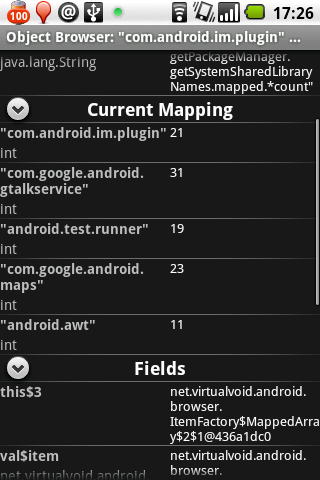 100
17:26
Object Browser: "com.android.im.plugin" ...
java.lang.String
getPackageManager.
getSystemSharedLibrary
Names.mapped.*count"
Current Mapping
"com.android.im.plugin" 21
int
"com.google.android. 31
gtalkservice"
int
"android.test.runner" 19
int
"com.google.android. 23
maps"
int
"android.awt" 11
int
Fields
this$3
net.virtualvoid.android.
browser.
ItemFactory$MappedArra
y$2$1@436a1dc0
val$item
net.virtualvoid.android.
net.virtualvoid.android.
browser.